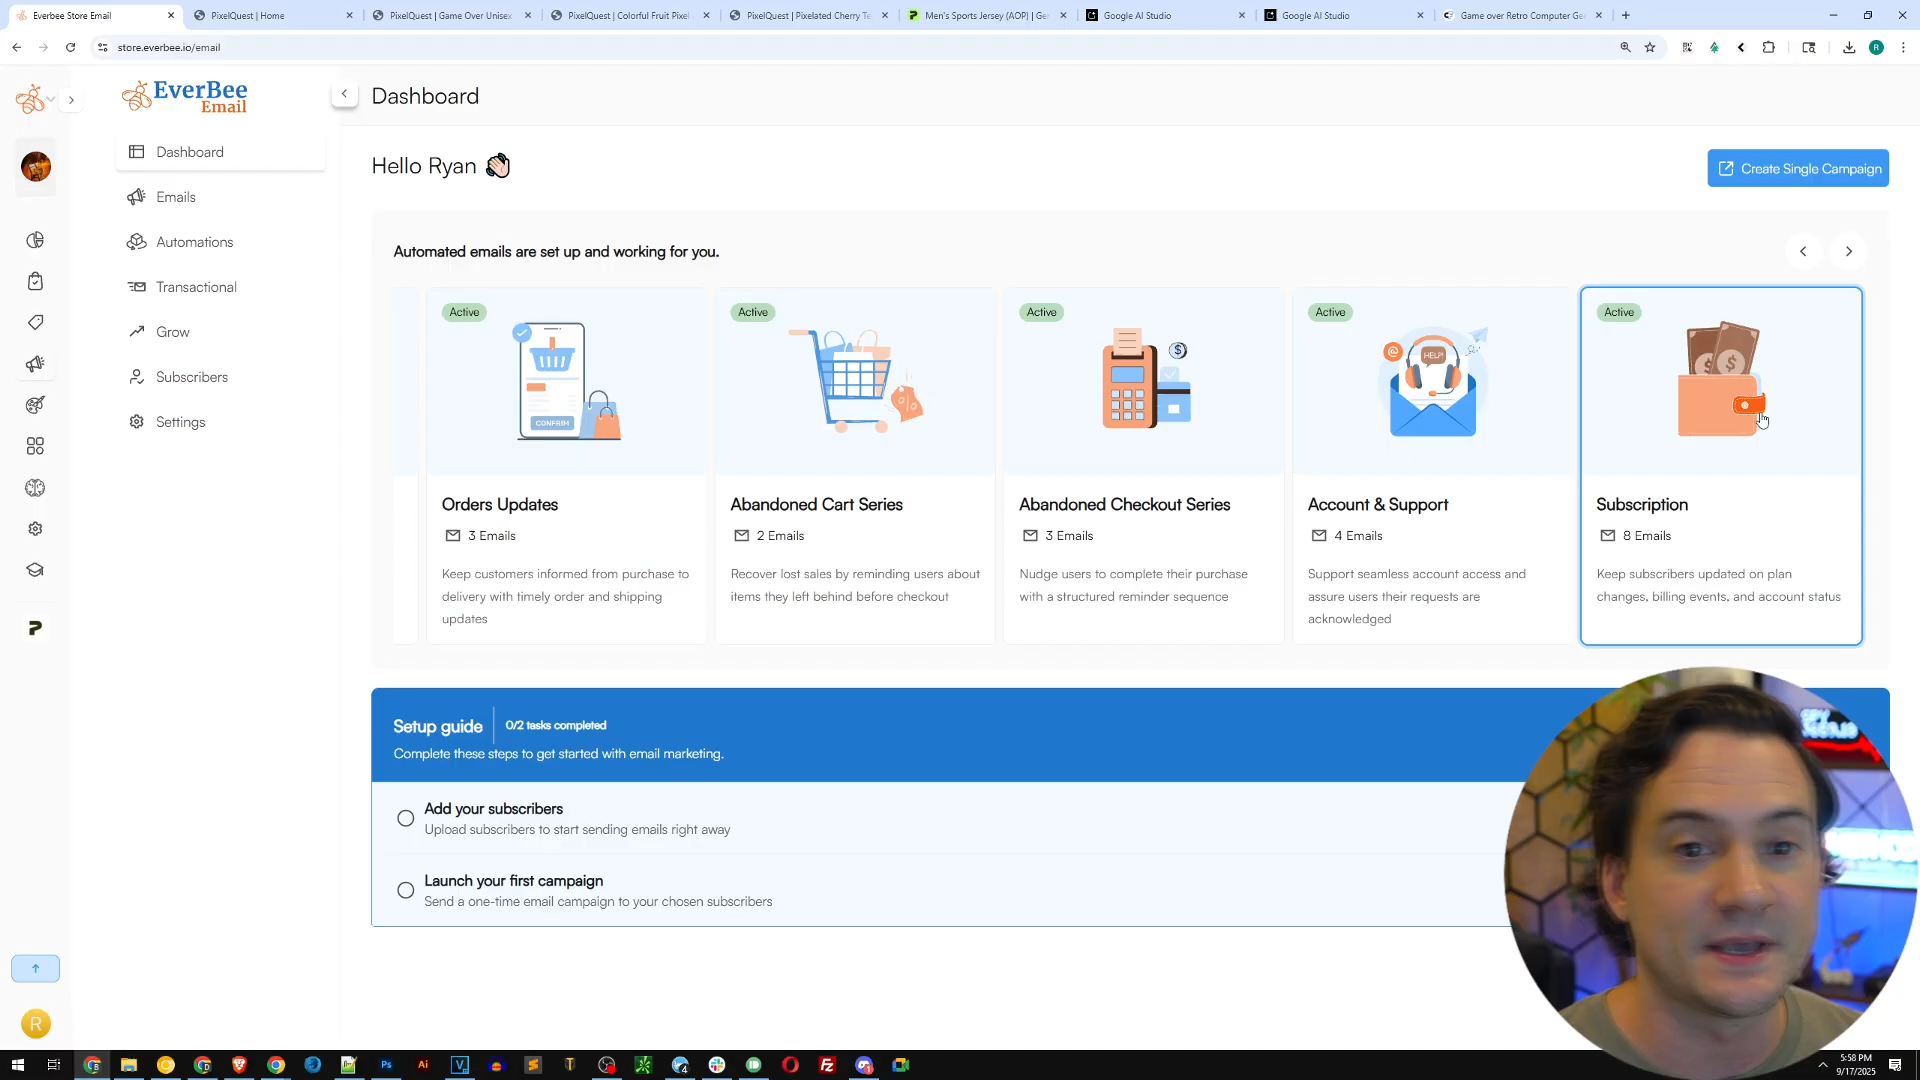 Everbee Store Email
PixelQuest | Home
PixelQuest | Game Over Unisex
PixelQuest | Colorful Fruit Pixel
PixelQuest | Pixelated Cherry Te
Men's Sports Jersey (AOP) | Ge
Google AI Studio
Google AI Studio
Game over Retro Computer Ge
store.everbee.io/email
R
EverBee
Email
Dashboard
Dashboard
Emails
Automations
Transactional
Grow
Subscribers
Settings
Hello Ryan
Create Single Campaign
Automated emails are set up and working for you.
Active
CONFRIM
Orders Updates
3 Emails
Keep customers informed from purchase to
delivery with timely order and shipping
updates
Active
%
Abandoned Cart Series
2 Emails
Recover lost sales by reminding users about
items they left behind before checkout
Active
$
Abandoned Checkout Series
3 Emails
Nudge users to complete their purchase
with a structured reminder sequence
Active
@
HELP!
Account & Support
4 Emails
Support seamless account access and
assure users their requests are
acknowledged
Active
$ $
Subscription
8 Emails
Keep subscribers updated on plan
changes, billing events, and account status
Setup guide
0/2 tasks completed
Complete these steps to get started with email marketing.
Add your subscribers
Upload subscribers to start sending emails right away
Launch your first campaign
Send a one-time email campaign to your chosen subscribers
R
Ps
Ai
V
T
4
Fz
5:58 PM
9/17/2025